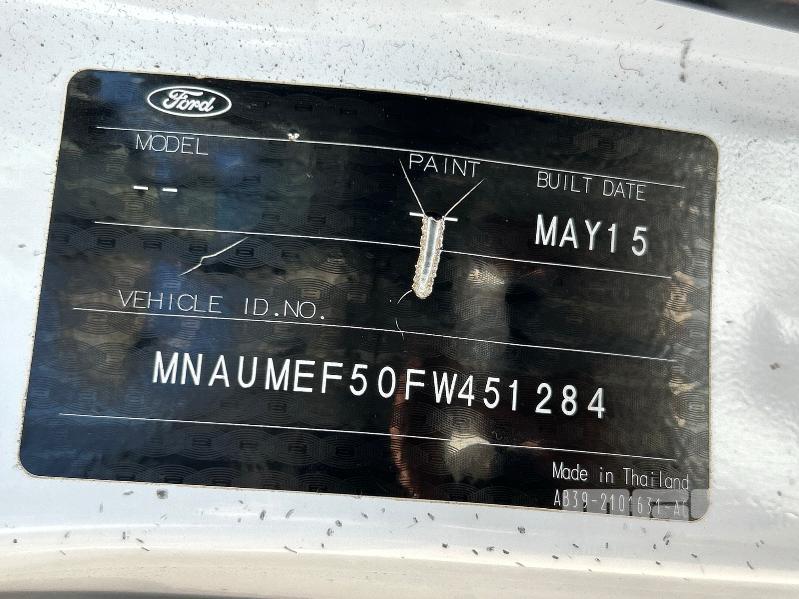 Ford
MODEL PAINT BUILT DATE
-- -- MAY15
VEHICLE ID.NO.
MNAUMEF50FW451284
Made in Thailand